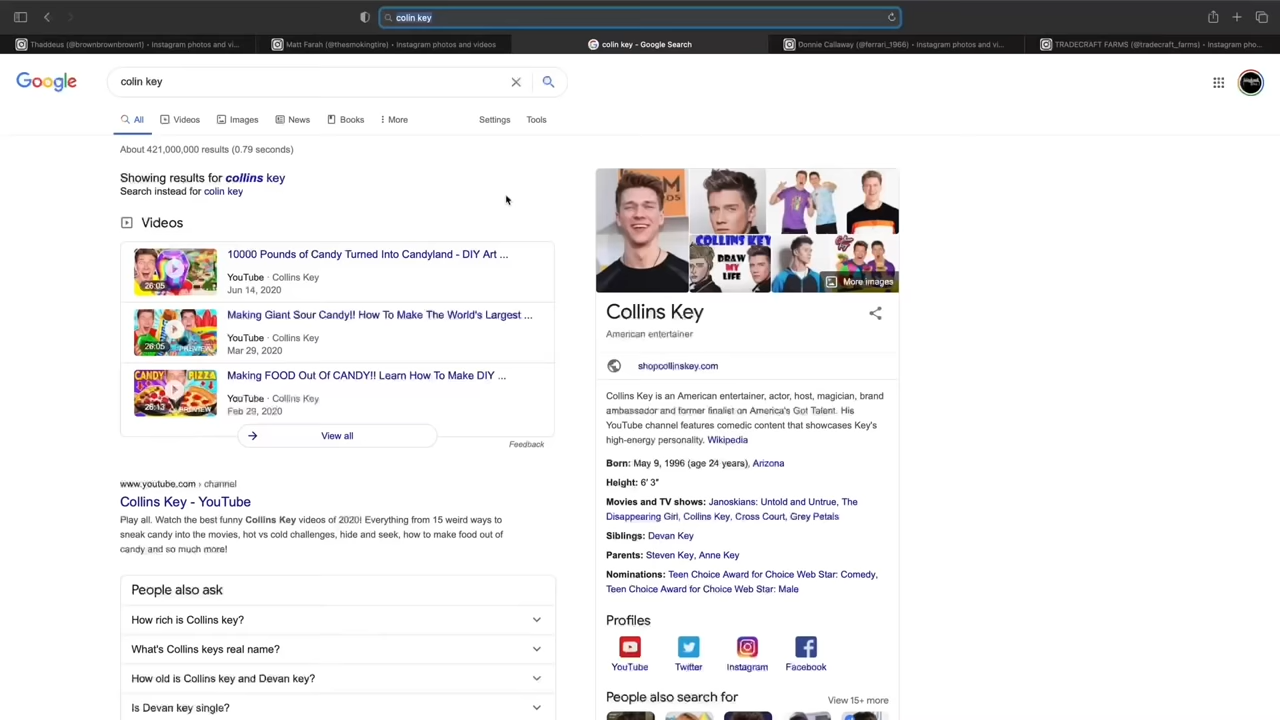 colin key
Thaddeus (@brownbrownbrown1) • Instagram photos and vi...
Matt Farah (@thesmokingtire) • Instagram photos and videos
colin key - Google Search
Donnie Callaway (@ferrari_1966) • Instagram photos and vi...
TRADECRAFT FARMS (@tradecraft_farms) • Instagram pho...
Google
colin key
All
Videos
Images
News
Books
More
Settings
Tools
About 421,000,000 results (0.79 seconds)
Showing results for collins key
Search instead for colin key
Videos
10000 Pounds of Candy Turned Into Candyland - DIY Art ...
YouTube · Collins Key
Jun 14, 2020
26:05
Making Giant Sour Candy!! How To Make The World's Largest ...
YouTube · Collins Key
Mar 29, 2020
26:05
PREVIEW
Making FOOD Out Of CANDY!! Learn How To Make DIY ...
YouTube · Collins Key
Feb 29, 2020
CANDY PIZZA
26:13
PREVIEW
View all
Feedback
www.youtube.com › channel
Collins Key - YouTube
Play all. Watch the best funny Collins Key videos of 2020! Everything from 15 weird ways to
sneak candy into the movies, hot vs cold challenges, hide and seek, how to make food out of
candy and so much more!
People also ask
How rich is Collins key?
What's Collins keys real name?
How old is Collins key and Devan key?
Is Devan key single?
COLLINS KEY
DRAW
MY
LIFE
More images
Collins Key
American entertainer
shopcollinskey.com
Collins Key is an American entertainer, actor, host, magician, brand
ambassador and former finalist on America's Got Talent. His
YouTube channel features comedic content that showcases Key's
high-energy personality. Wikipedia
Born: May 9, 1996 (age 24 years), Arizona
Height: 6′ 3″
Movies and TV shows: Janoskians: Untold and Untrue, The
Disappearing Girl, Collins Key, Cross Court, Grey Petals
Siblings: Devan Key
Parents: Steven Key, Anne Key
Nominations: Teen Choice Award for Choice Web Star: Comedy,
Teen Choice Award for Choice Web Star: Male
Profiles
YouTube
Twitter
Instagram
Facebook
People also search for
View 15+ more